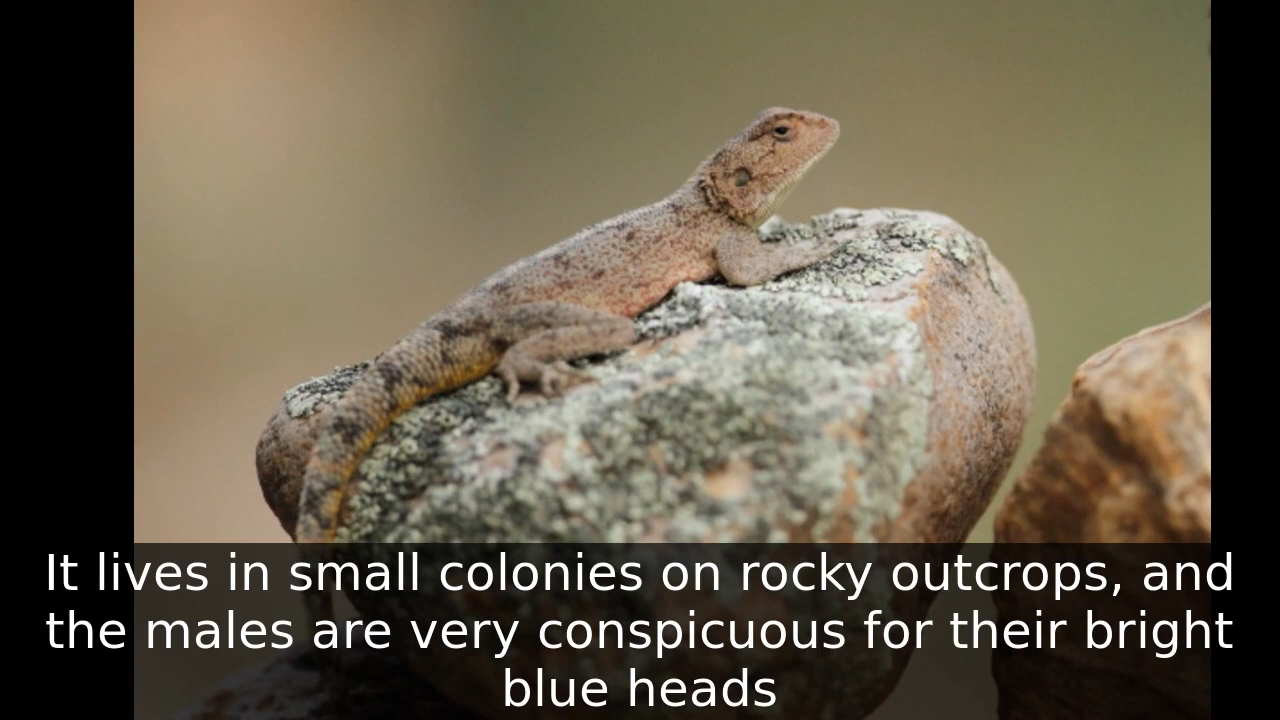 It lives in small colonies on rocky outcrops, and
the males are very conspicuous for their bright
blue heads